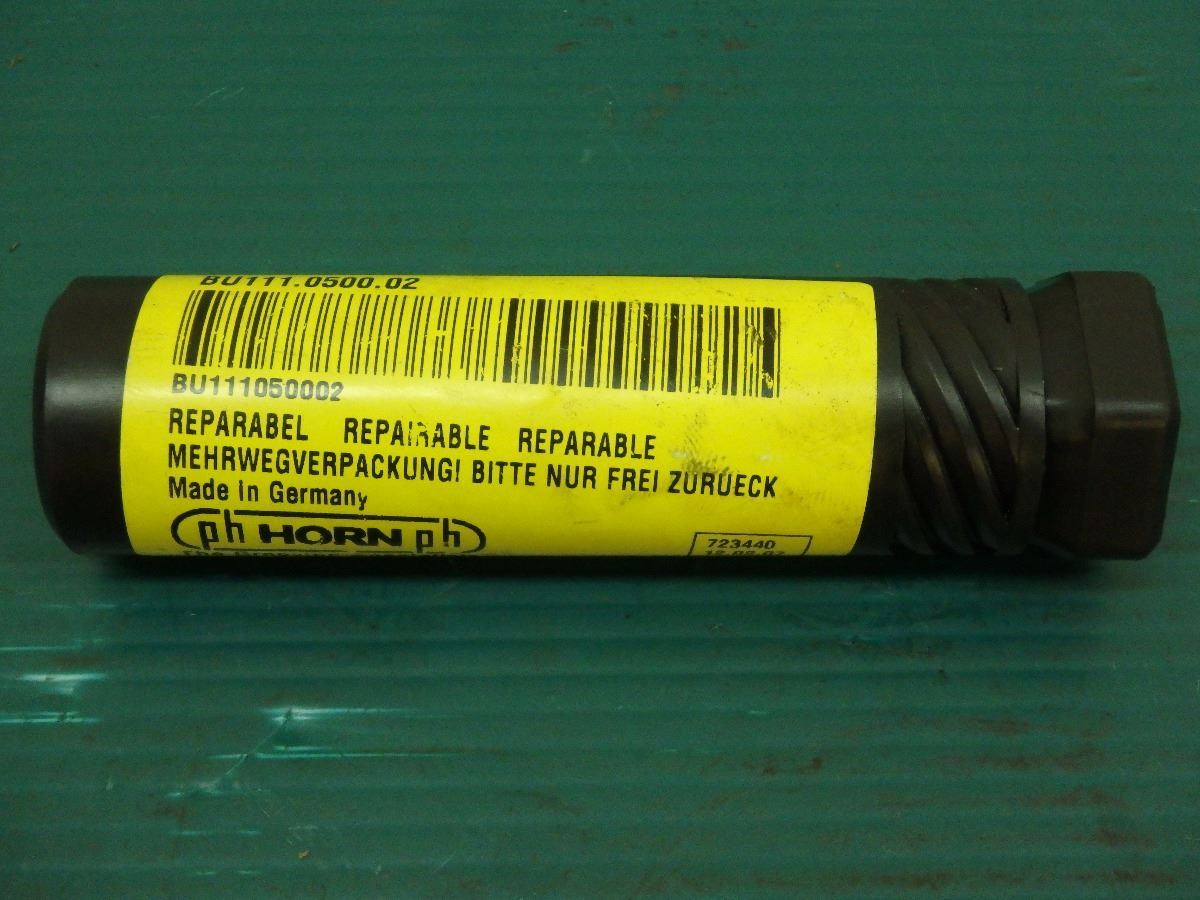 BU111.0500.02
BU111050002
REPARABEL REPAIRABLE REPARABLE
MEHRWEGVERPACKUNG! BITTE NUR FREI ZURUECK
Made in Germany
ph HORN ph
723440